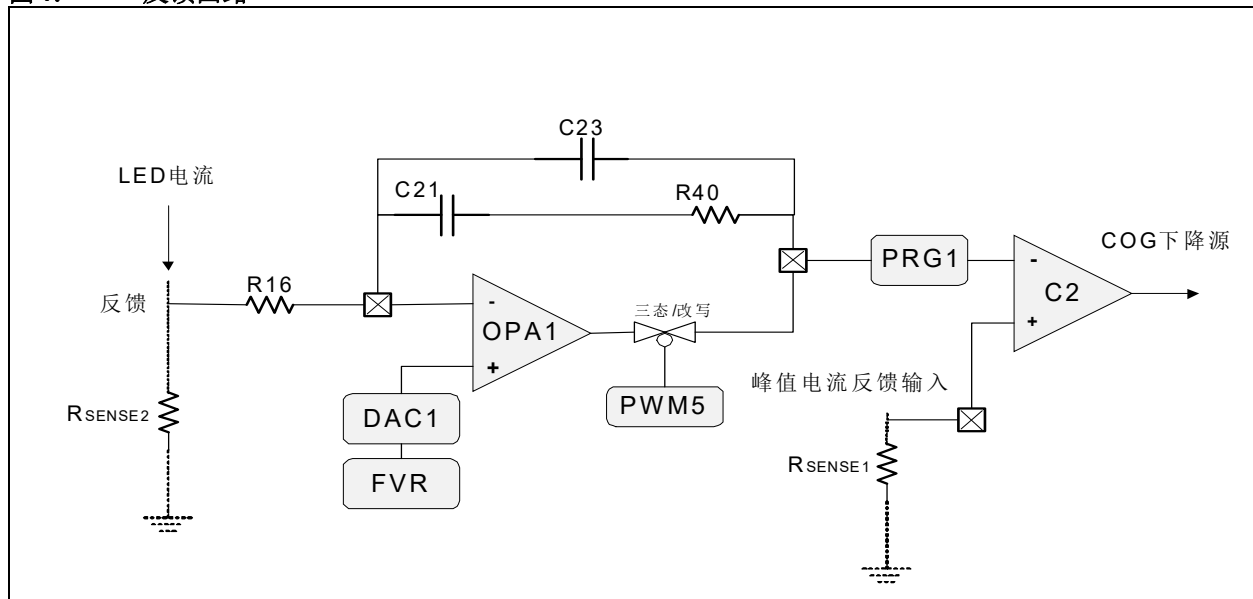 LED电流
C23
C21
R40
R16
反馈
OPA1
-
+
三态/改写
PWM5
DAC1
FVR
RSENSE2
PRG1
C2
-
+
COG下降源
峰值电流反馈输入
RSENSE1